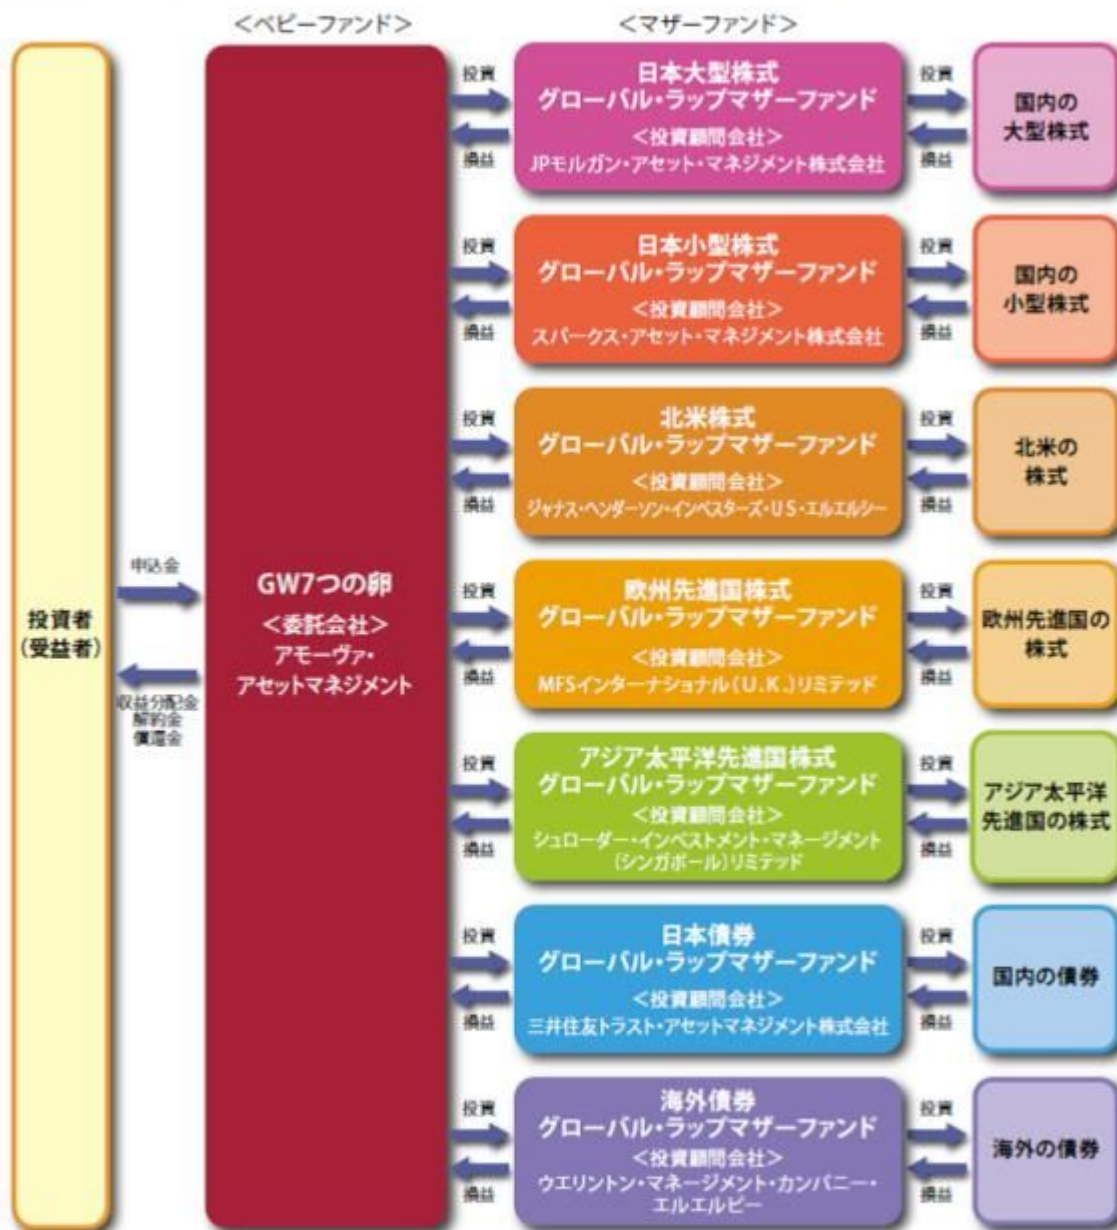 ＜ベビーファンド＞
＜マザーファンド＞
投資者
（受益者）
申込金
収益分配金
解約金
償還金
GW7つの卵
＜委託会社＞
アモーヴァ・
アセットマネジメント
投資
損益
日本大型株式
グローバル・ラップマザーファンド
＜投資顧問会社＞
JPモルガン・アセット・マネジメント株式会社
投資
損益
国内の
大型株式
投資
損益
日本小型株式
グローバル・ラップマザーファンド
＜投資顧問会社＞
スパークス・アセット・マネジメント株式会社
投資
損益
国内の
小型株式
投資
損益
北米株式
グローバル・ラップマザーファンド
＜投資顧問会社＞
ジャナス・ヘンダーソン・インベスターズ・US・エルエルシー
投資
損益
北米の
株式
投資
損益
欧州先進国株式
グローバル・ラップマザーファンド
＜投資顧問会社＞
MFSインターナショナル（U.K.）リミテッド
投資
損益
欧州先進国の
株式
投資
損益
アジア太平洋先進国株式
グローバル・ラップマザーファンド
＜投資顧問会社＞
シュローダー・インベストメント・マネージメント
（シンガポール）リミテッド
投資
損益
アジア太平洋
先進国の株式
投資
損益
日本債券
グローバル・ラップマザーファンド
＜投資顧問会社＞
三井住友トラスト・アセットマネジメント株式会社
投資
損益
国内の債券
投資
損益
海外債券
グローバル・ラップマザーファンド
＜投資顧問会社＞
ウエリントン・マネージメント・カンパニー・
エルエルピー
投資
損益
海外の債券